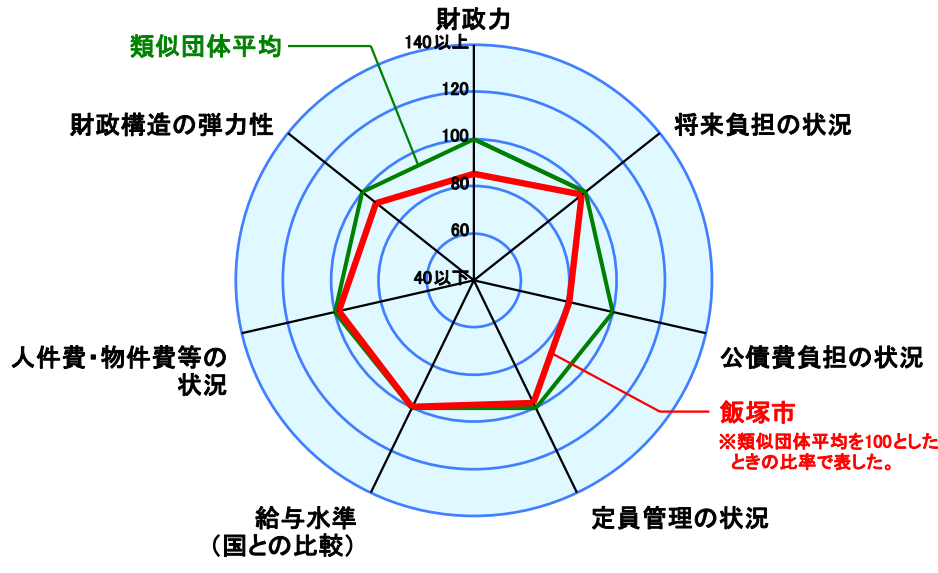 財政力
類似団体平均
140以上
120
100
80
60
40以下
財政構造の弾力性
将来負担の状況
人件費・物件費等の
状況
公債費負担の状況
飯塚市
※類似団体平均を100とした
ときの比率で表した。
給与水準
（国との比較）
定員管理の状況